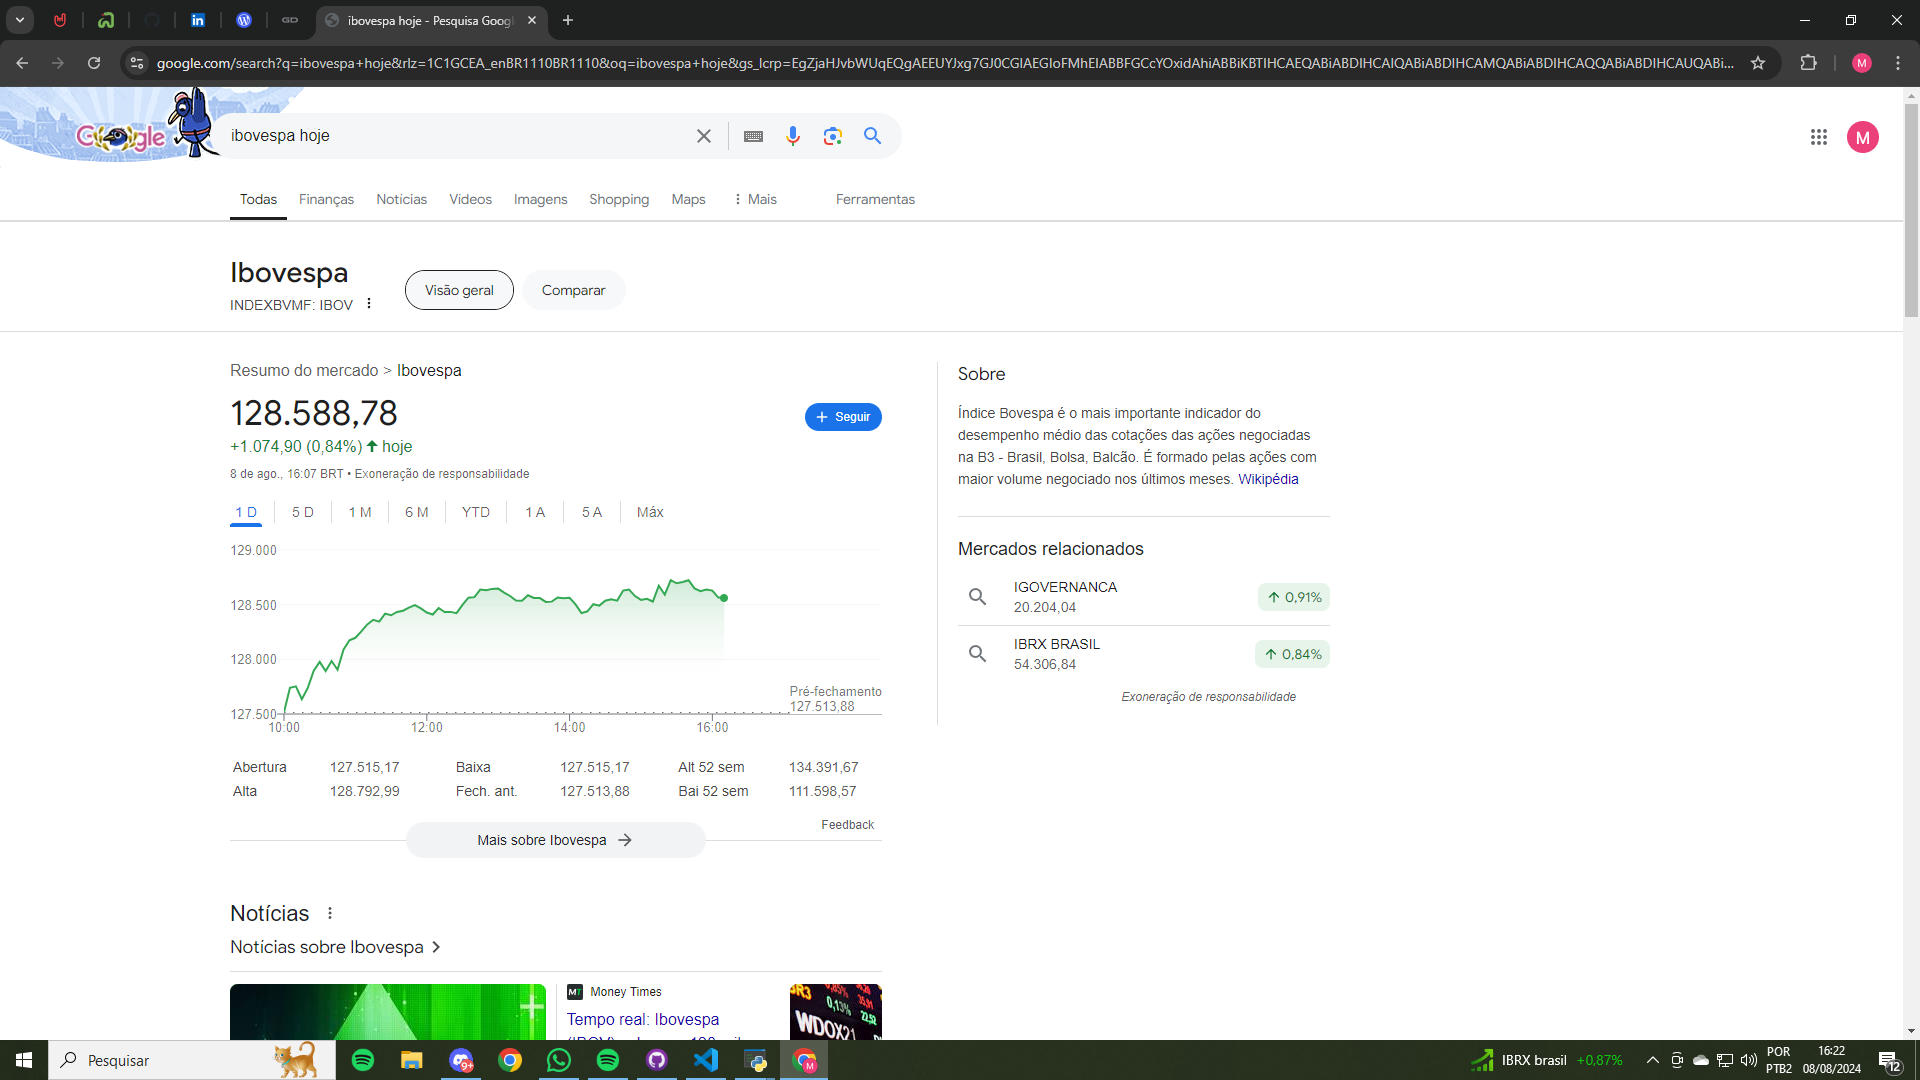 ibovespa hoje - Pesquisa Googl
google.com/search?q=ibovespa+hoje&rlz=1C1GCEA_enBR1110BR1110&oq=ibovespa+hoje&gs_lcrp=EgZjaHJvbWUqEQgAEEUYJxg7GJ0CGIAEGIoFMhEIABBFGCcYOxidAhiABBiKBTIHCAEQABiABDIHCAIQABiABDIHCAMQABiABDIHCAQQABiABDIHCAUQABi...
Google
ibovespa hoje
M
Todas
Finanças
Notícias
Vídeos
Imagens
Shopping
Maps
Mais
Ferramentas
Ibovespa
INDEXBVMF: IBOV
Visão geral
Comparar
Resumo do mercado > Ibovespa
128.588,78
+1.074,90 (0,84%) hoje
8 de ago., 16:07 BRT • Exoneração de responsabilidade
+ Seguir
1 D
5 D
1 M
6 M
YTD
1 A
5 A
Máx
129.000
128.500
128.000
127.500
Pré-fechamento
127.513,88
10:00
12:00
14:00
16:00
Abertura 127.515,17 Baixa 127.515,17 Alt 52 sem 134.391,67
Alta 128.792,99 Fech. ant. 127.513,88 Bai 52 sem 111.598,57
Feedback
Mais sobre Ibovespa
Sobre
Índice Bovespa é o mais importante indicador do
desempenho médio das cotações das ações negociadas
na B3 - Brasil, Bolsa, Balcão. É formado pelas ações com
maior volume negociado nos últimos meses. Wikipédia
Mercados relacionados
IGOVERNANCA
20.204,04
0,91%
IBRX BRASIL
54.306,84
0,84%
Exoneração de responsabilidade
Notícias
Notícias sobre Ibovespa
MT Money Times
Tempo real: Ibovespa
WDOX21
0,13%
22,52
Pesquisar
9+
IBRX brasil +0,87%
POR
PTB2
16:22
08/08/2024
12